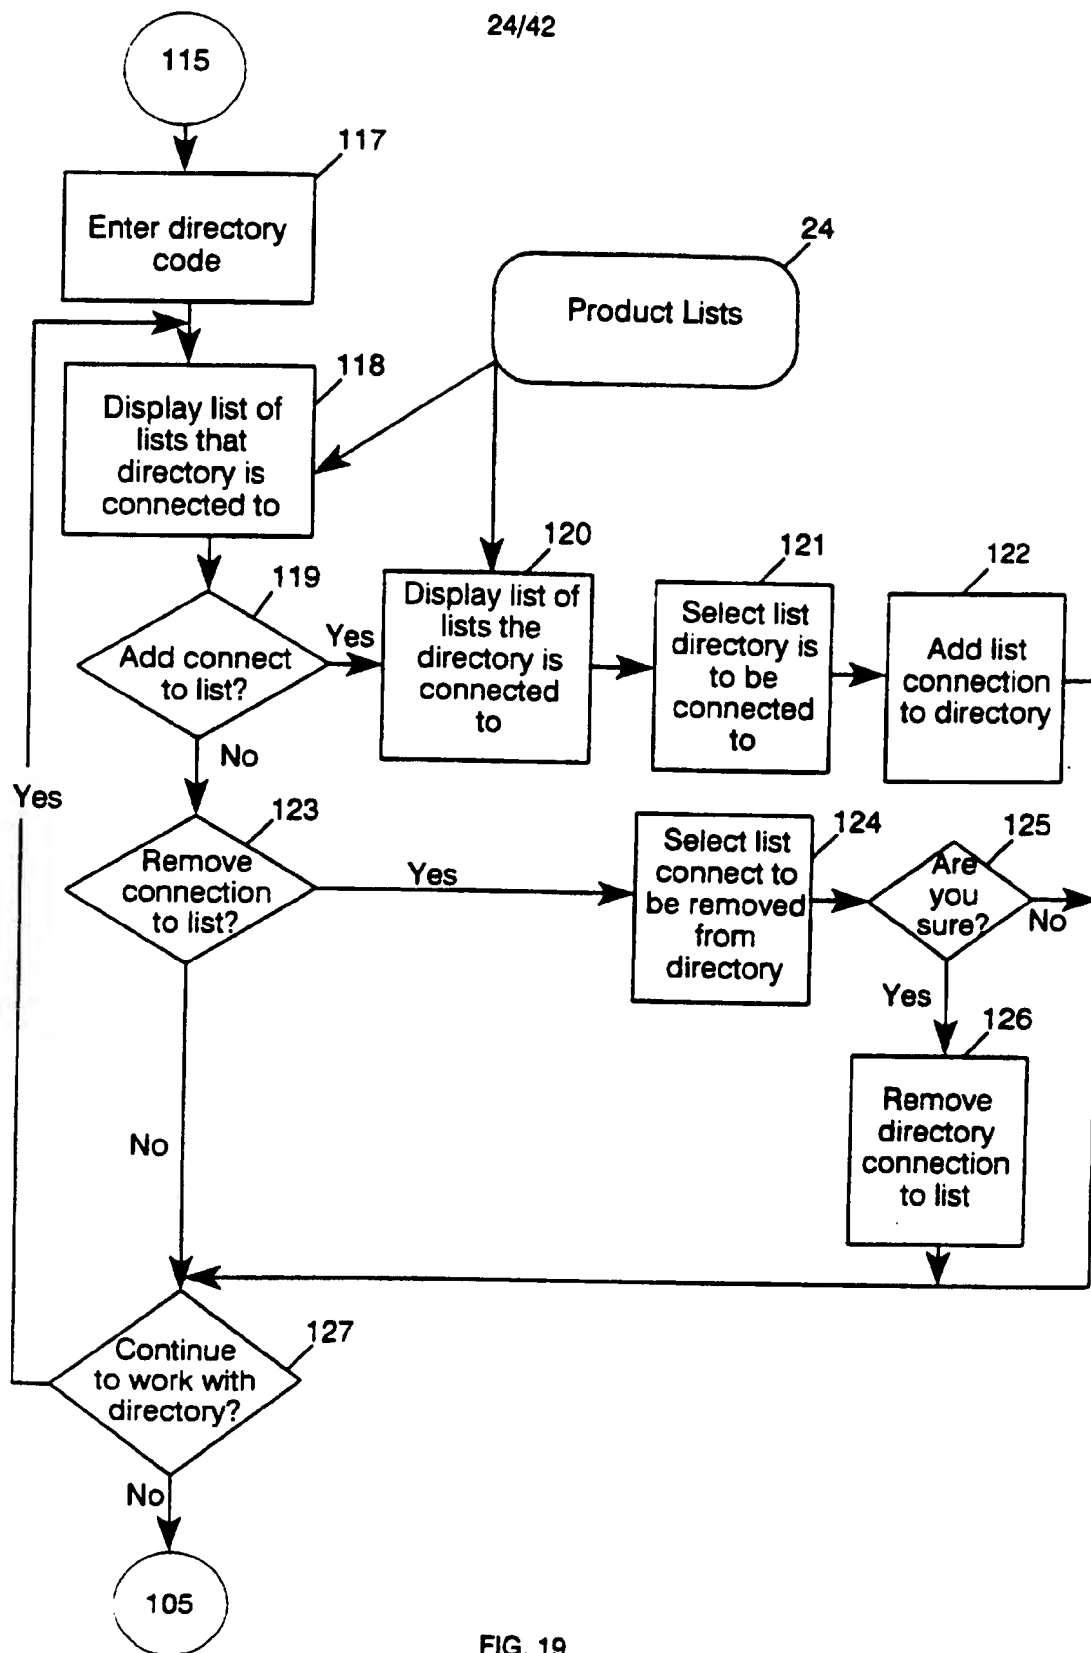 24/42
115
117
Enter directory
code
24
Product Lists
118
Display list of
lists that
directory is
connected to
119
Add connect
to list?
Yes
No
120
Display list of
lists the
directory is
connected
to
121
Select list
directory is
to be
connected
to
122
Add list
connection
to directory
Yes
123
Remove
connection
to list?
Yes
No
124
Select list
connect to
be removed
from
directory
125
Are
you
sure?
No
Yes
126
Remove
directory
connection
to list
127
Continue
to work with
directory?
No
105
FIG. 19